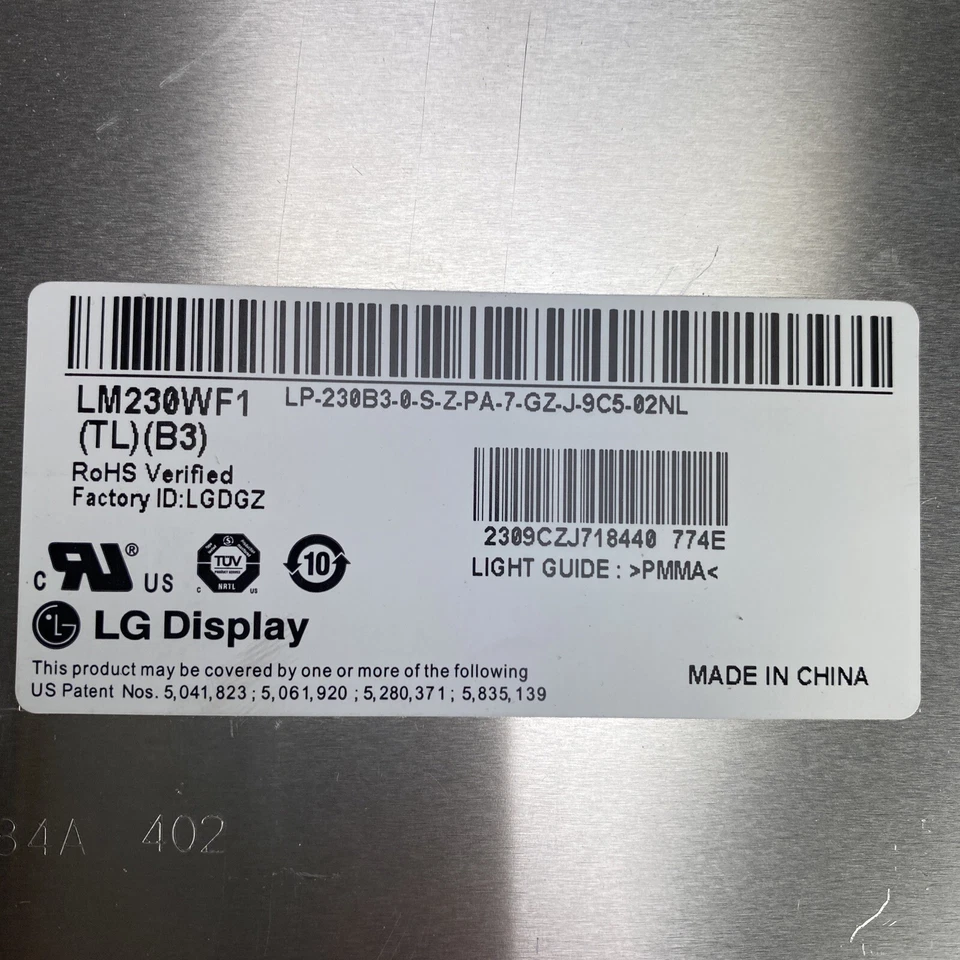 LM230WF1
(TL)(B3)
LP-230B3-0-S-Z-PA-7-GZ-J-9C5-02NL
RoHS Verified
Factory ID:LGDGZ
2309CZJ718440 774E
LIGHT GUIDE : >PMMA<
C RU ® US
TÜV
NRTL
C US
10
LG Display
This product may be covered by one or more of the following
US Patent Nos. 5,041,823 ; 5,061,920 ; 5,280,371 ; 5,835,139
MADE IN CHINA
34A 402